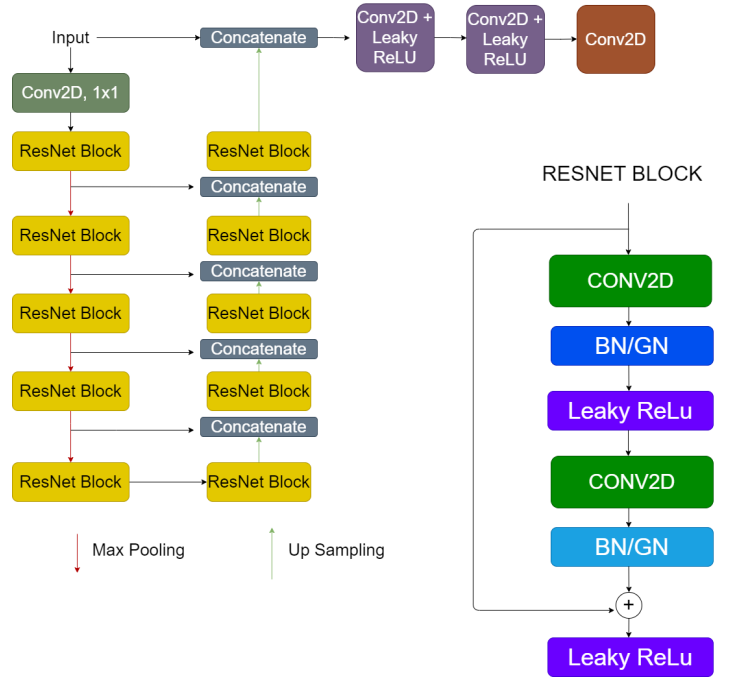 Input
Concatenate
Conv2D +
Leaky
ReLU
Conv2D +
Leaky
ReLU
Conv2D
Conv2D, 1x1
ResNet Block
ResNet Block
Concatenate
ResNet Block
ResNet Block
Concatenate
ResNet Block
ResNet Block
Concatenate
ResNet Block
ResNet Block
Concatenate
ResNet Block
ResNet Block
Max Pooling
Up Sampling
RESNET BLOCK
CONV2D
BN/GN
Leaky ReLu
CONV2D
BN/GN
+
Leaky ReLu